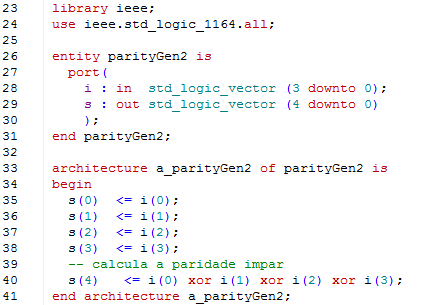 23 library ieee;
24 use ieee.std_logic_1164.all;
25
26 entity parityGen2 is
27 port(
28 i : in std_logic_vector (3 downto 0);
29 s : out std_logic_vector (4 downto 0)
30 );
31 end parityGen2;
32
33 architecture a_parityGen2 of parityGen2 is
34 begin
35 s(0) <= i(0);
36 s(1) <= i(1);
37 s(2) <= i(2);
38 s(3) <= i(3);
39 -- calcula a paridade impar
40 s(4) <= i(0) xor i(1) xor i(2) xor i(3);
41 end architecture a_parityGen2;